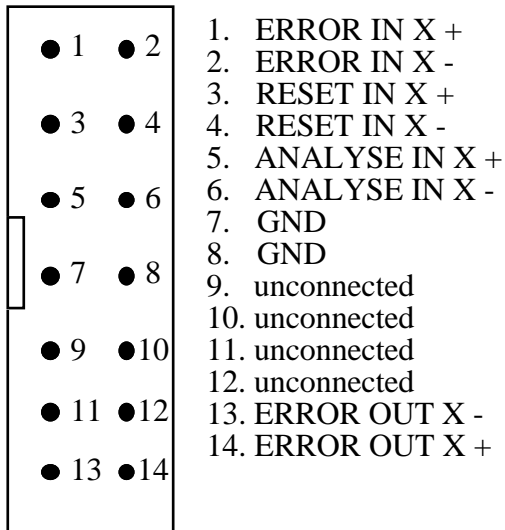 1 2
3 4
5 6
7 8
9 10
11 12
13 14
1. ERROR IN X +
2. ERROR IN X -
3. RESET IN X +
4. RESET IN X -
5. ANALYSE IN X +
6. ANALYSE IN X -
7. GND
8. GND
9. unconnected
10. unconnected
11. unconnected
12. unconnected
13. ERROR OUT X -
14. ERROR OUT X +